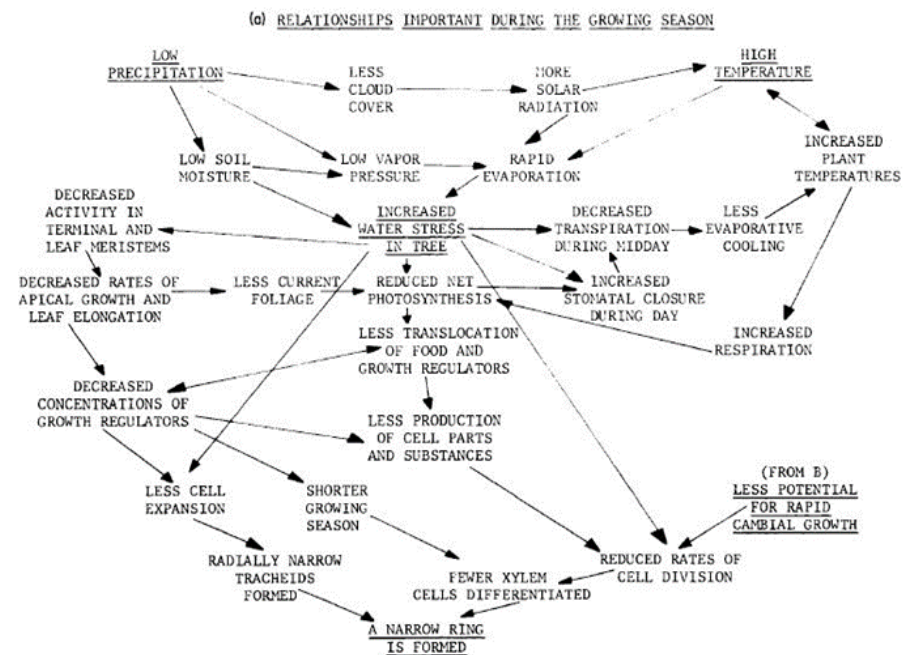 (a) RELATIONSHIPS IMPORTANT DURING THE GROWING SEASON
LOW
PRECIPITATION
LESS
CLOUD
COVER
MORE
SOLAR
RADIATION
HIGH
TEMPERATURE
INCREASED
PLANT
TEMPERATURES
LOW SOIL
MOISTURE
LOW VAPOR
PRESSURE
RAPID
EVAPORATION
DECREASED
ACTIVITY IN
TERMINAL AND
LEAF MERISTEMS
INCREASED
WATER STRESS
IN TREE
DECREASED
TRANSPIRATION
DURING MIDDAY
LESS
EVAPORATIVE
COOLING
DECREASED RATES OF
APICAL GROWTH AND
LEAF ELONGATION
LESS CURRENT
FOLIAGE
REDUCED NET
PHOTOSYNTHESIS
INCREASED
STOMATAL CLOSURE
DURING DAY
INCREASED
RESPIRATION
LESS TRANSLOCATION
OF FOOD AND
GROWTH REGULATORS
DECREASED
CONCENTRATIONS OF
GROWTH REGULATORS
LESS PRODUCTION
OF CELL PARTS
AND SUBSTANCES
LESS CELL
EXPANSION
SHORTER
GROWING
SEASON
(FROM B)
LESS POTENTIAL
FOR RAPID
CAMBIAL GROWTH
RADIALLY NARROW
TRACHEIDS
FORMED
FEWER XYLEM
CELLS DIFFERENTIATED
REDUCED RATES OF
CELL DIVISION
A NARROW RING
IS FORMED